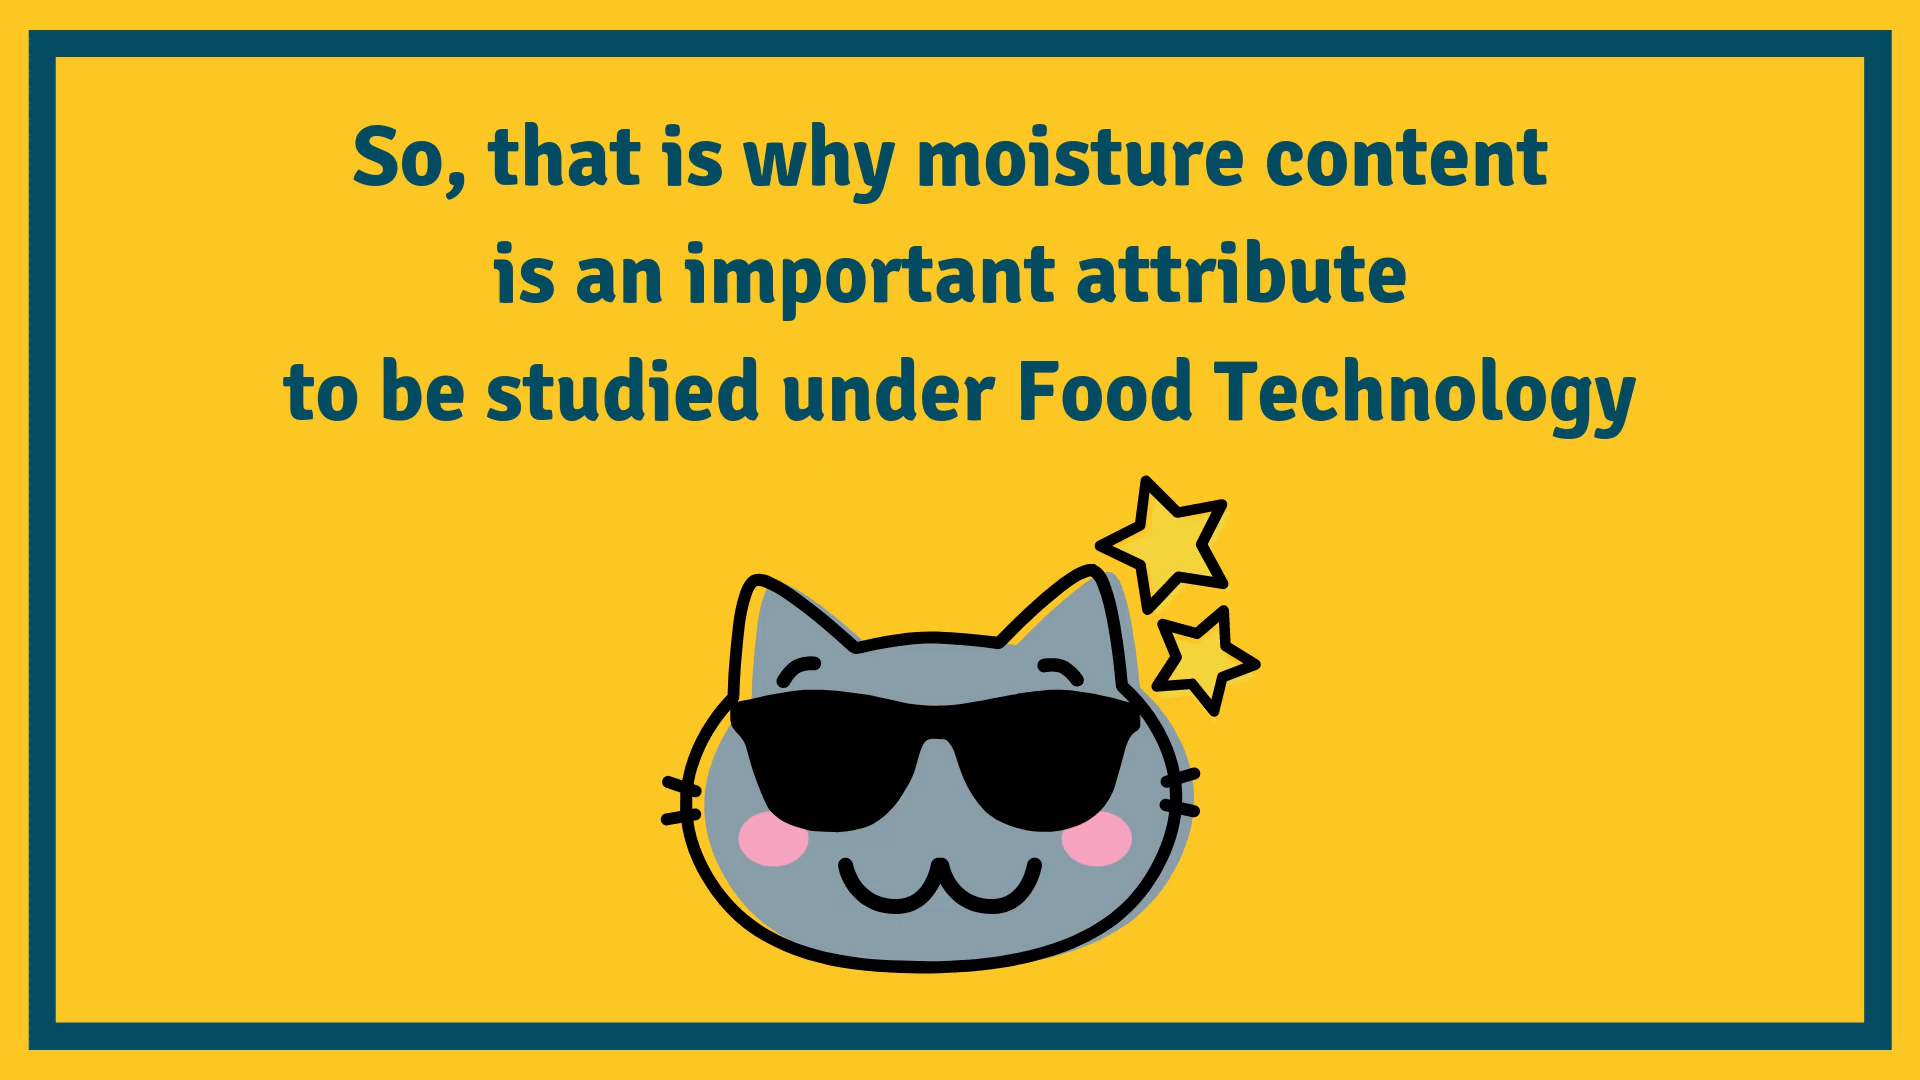 So, that is why moisture content
is an important attribute
to be studied under Food Technology